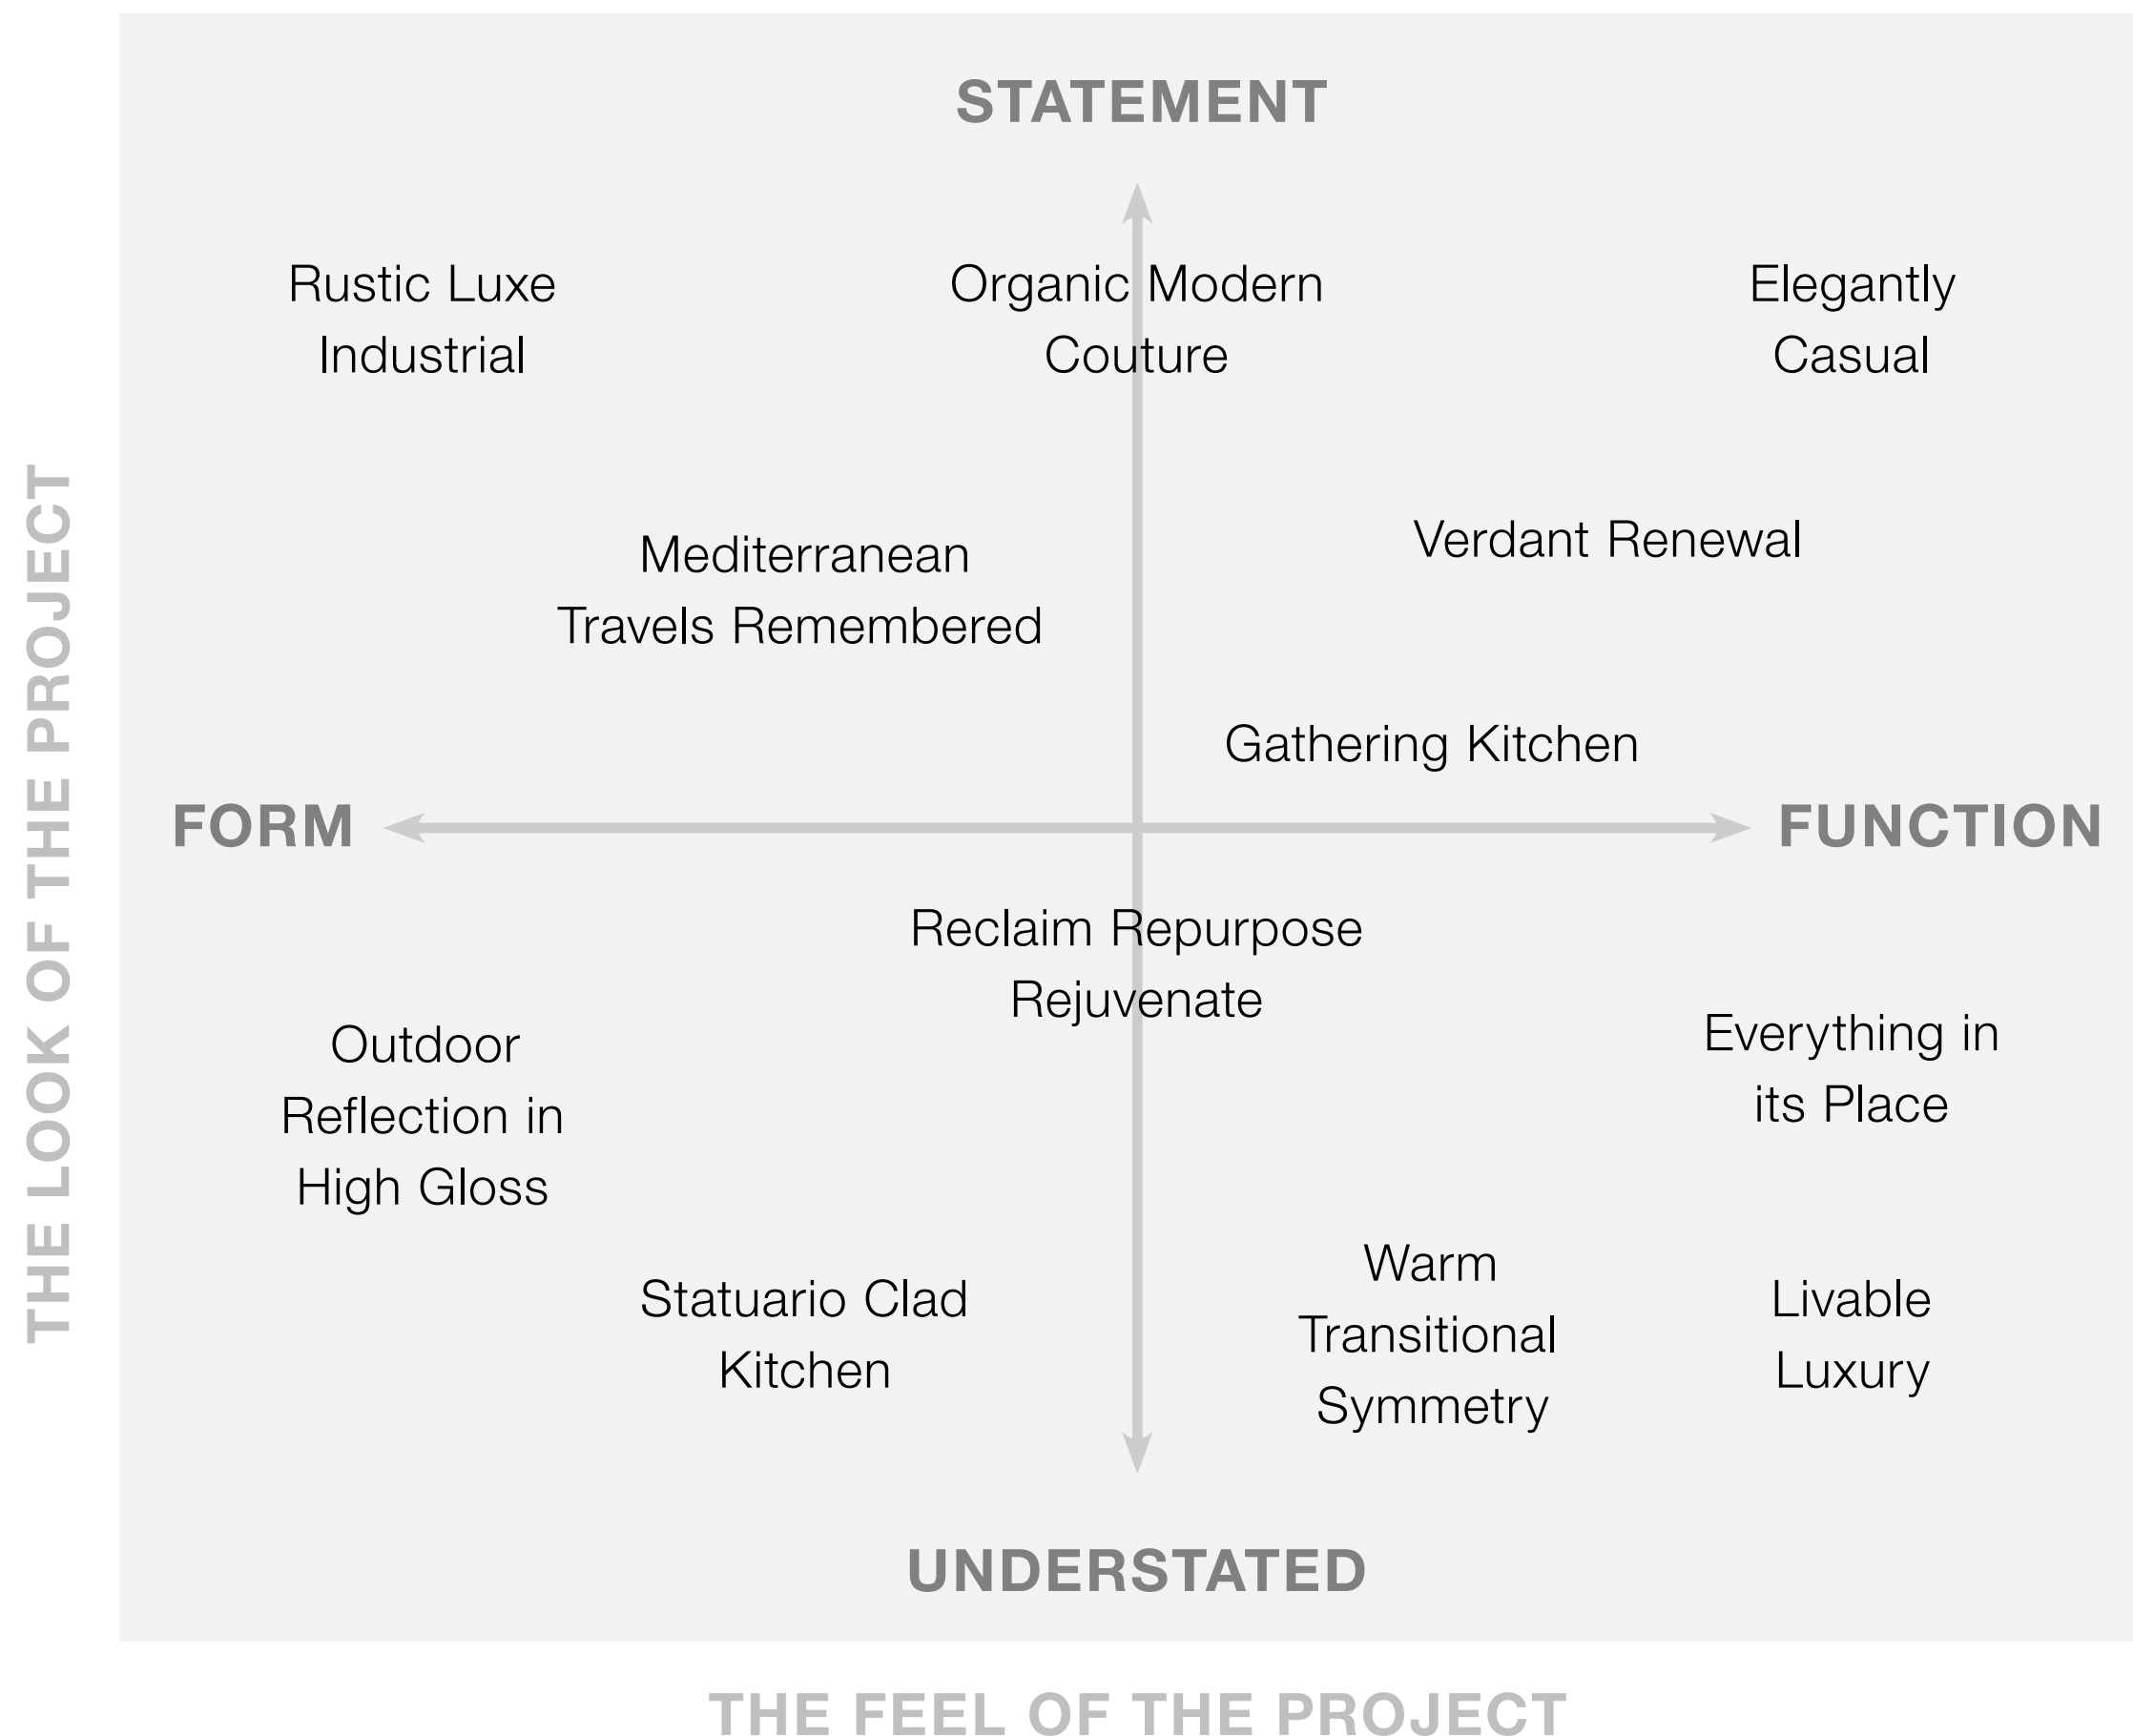 STATEMENT
Rustic Luxe
Industrial
Organic Modern
Couture
Elegantly
Casual
Mediterranean
Travels Remembered
Verdant Renewal
Gathering Kitchen
FORM
FUNCTION
Reclaim Repurpose
Rejuvenate
Outdoor
Reflection in
High Gloss
Everything in
its Place
Statuario Clad
Kitchen
Warm
Transitional
Symmetry
Livable
Luxury
UNDERSTATED
THE LOOK OF THE PROJECT
THE FEEL OF THE PROJECT